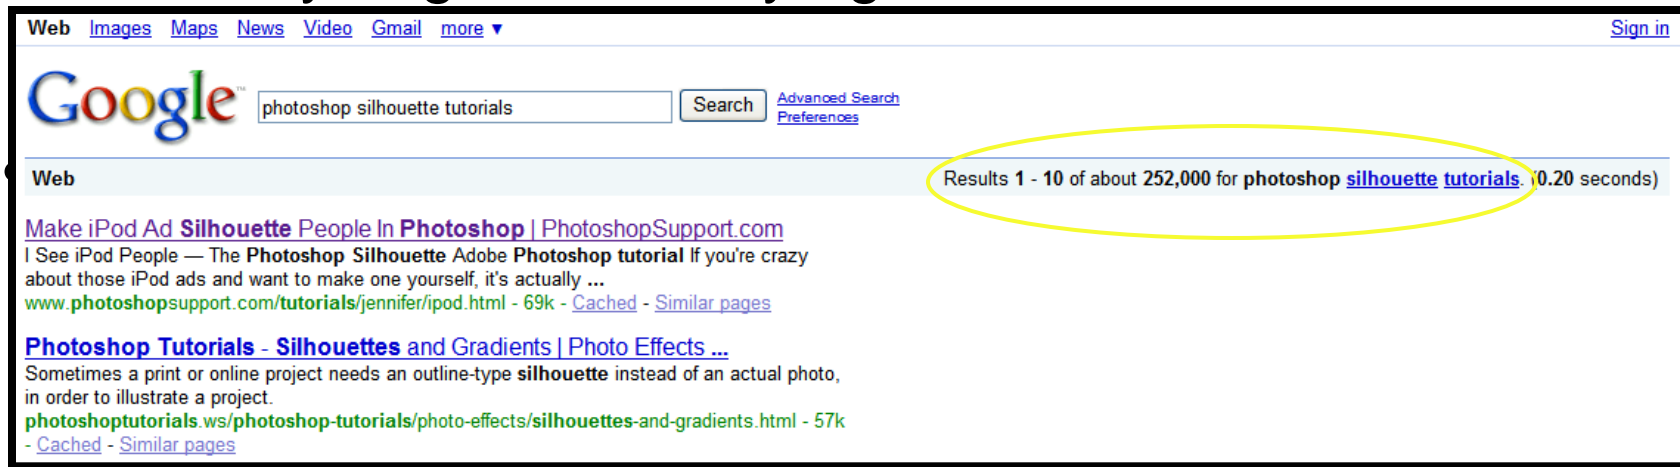 Web Images Maps News Video Gmail more ▼ Sign in
Google™ photoshop silhouette tutorials Search Advanced Search
Preferences
Web Results 1 - 10 of about 252,000 for photoshop silhouette tutorials. (0.20 seconds)
Make iPod Ad Silhouette People In Photoshop | PhotoshopSupport.com
I See iPod People — The Photoshop Silhouette Adobe Photoshop tutorial If you're crazy
about those iPod ads and want to make one yourself, it's actually ...
www.photoshopsupport.com/tutorials/jennifer/ipod.html - 69k - Cached - Similar pages
Photoshop Tutorials - Silhouettes and Gradients | Photo Effects ...
Sometimes a print or online project needs an outline-type silhouette instead of an actual photo,
in order to illustrate a project.
photoshoptutorials.ws/photoshop-tutorials/photo-effects/silhouettes-and-gradients.html - 57k
- Cached - Similar pages